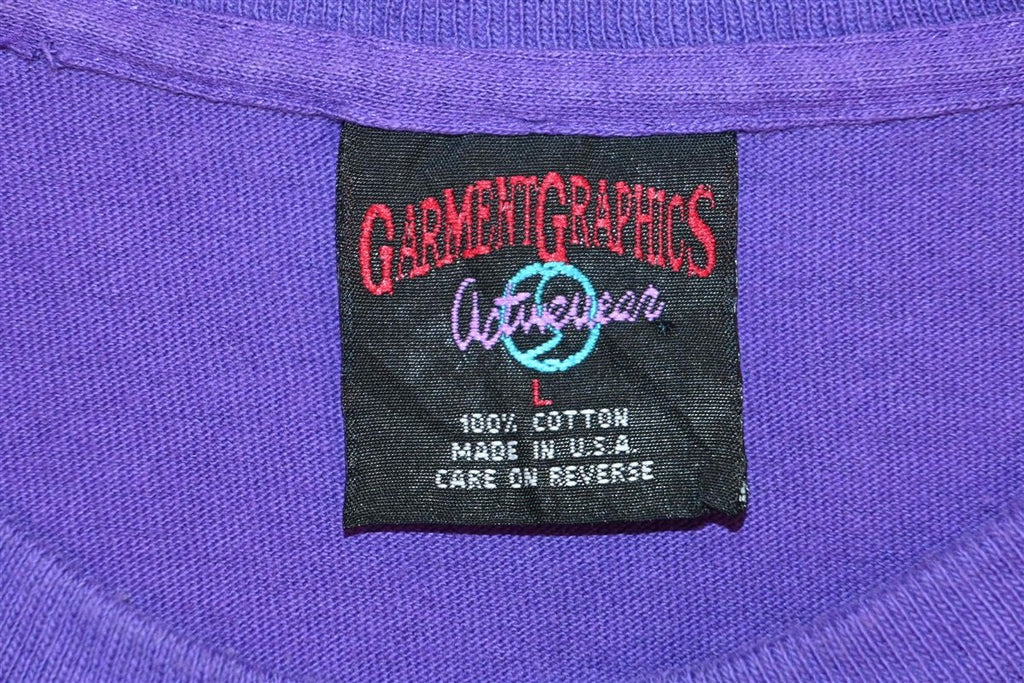 GARMENTGRAPHICS
Activewear
L
100% COTTON
MADE IN U.S.A.
CARE ON REVERSE